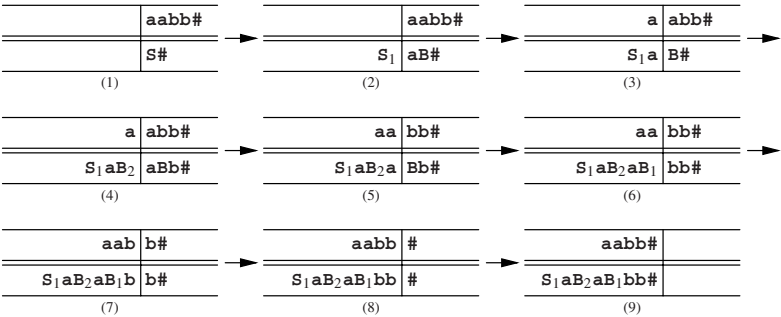 aabb# aabb# a abb#
S# S₁ aB# S₁a B#
(1) (2) (3)
a abb# aa bb# aa bb#
S₁aB₂ aBb# S₁aB₂a Bb# S₁aB₂aB₁ bb#
(4) (5) (6)
aab b# aabb # aabb#
S₁aB₂aB₁b b# S₁aB₂aB₁bb # S₁aB₂aB₁bb#
(7) (8) (9)